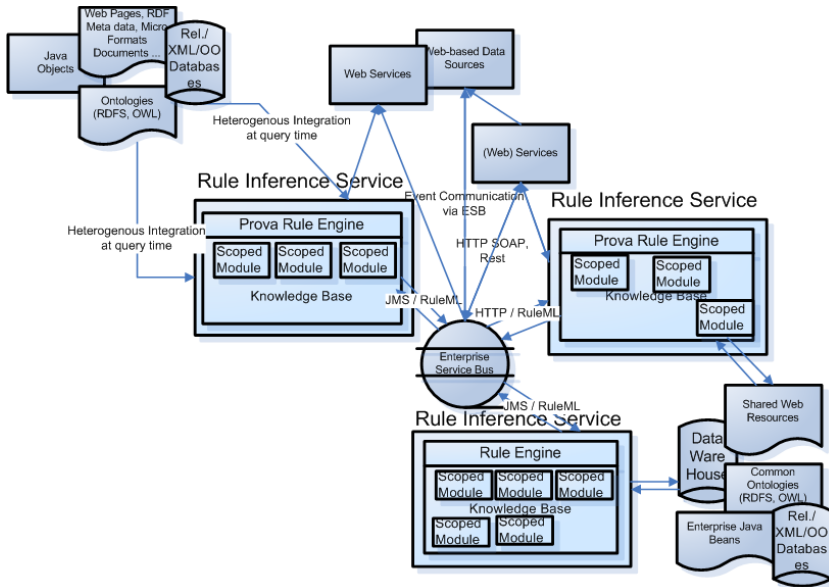 Web Pages, RDF
Meta data, Micro
Formats
Documents ...
Rel./
XML/OO
Databas
es
Java
Objects
Ontologies
(RDFS, OWL)
Web Services
Web-based Data
Sources
(Web) Services
Heterogenous Integration
at query time
Heterogenous Integration
at query time
Rule Inference Service
Prova Rule Engine
Scoped
Module
Scoped
Module
Scoped
Module
Knowledge Base
Event Communication
via ESB
HTTP SOAP,
Rest
JMS / RuleML
HTTP / RuleML
Rule Inference Service
Prova Rule Engine
Scoped
Module
Scoped
Module
Knowledge Base
Scoped
Module
Enterprise
Service Bus
JMS / RuleML
Rule Inference Service
Rule Engine
Scoped
Module
Scoped
Module
Scoped
Module
Knowledge Base
Scoped
Module
Scoped
Module
Shared Web
Resources
Data
Ware
House
Common
Ontologies
(RDFS, OWL)
Enterprise Java
Beans
Rel./
XML/OO
Databas
es